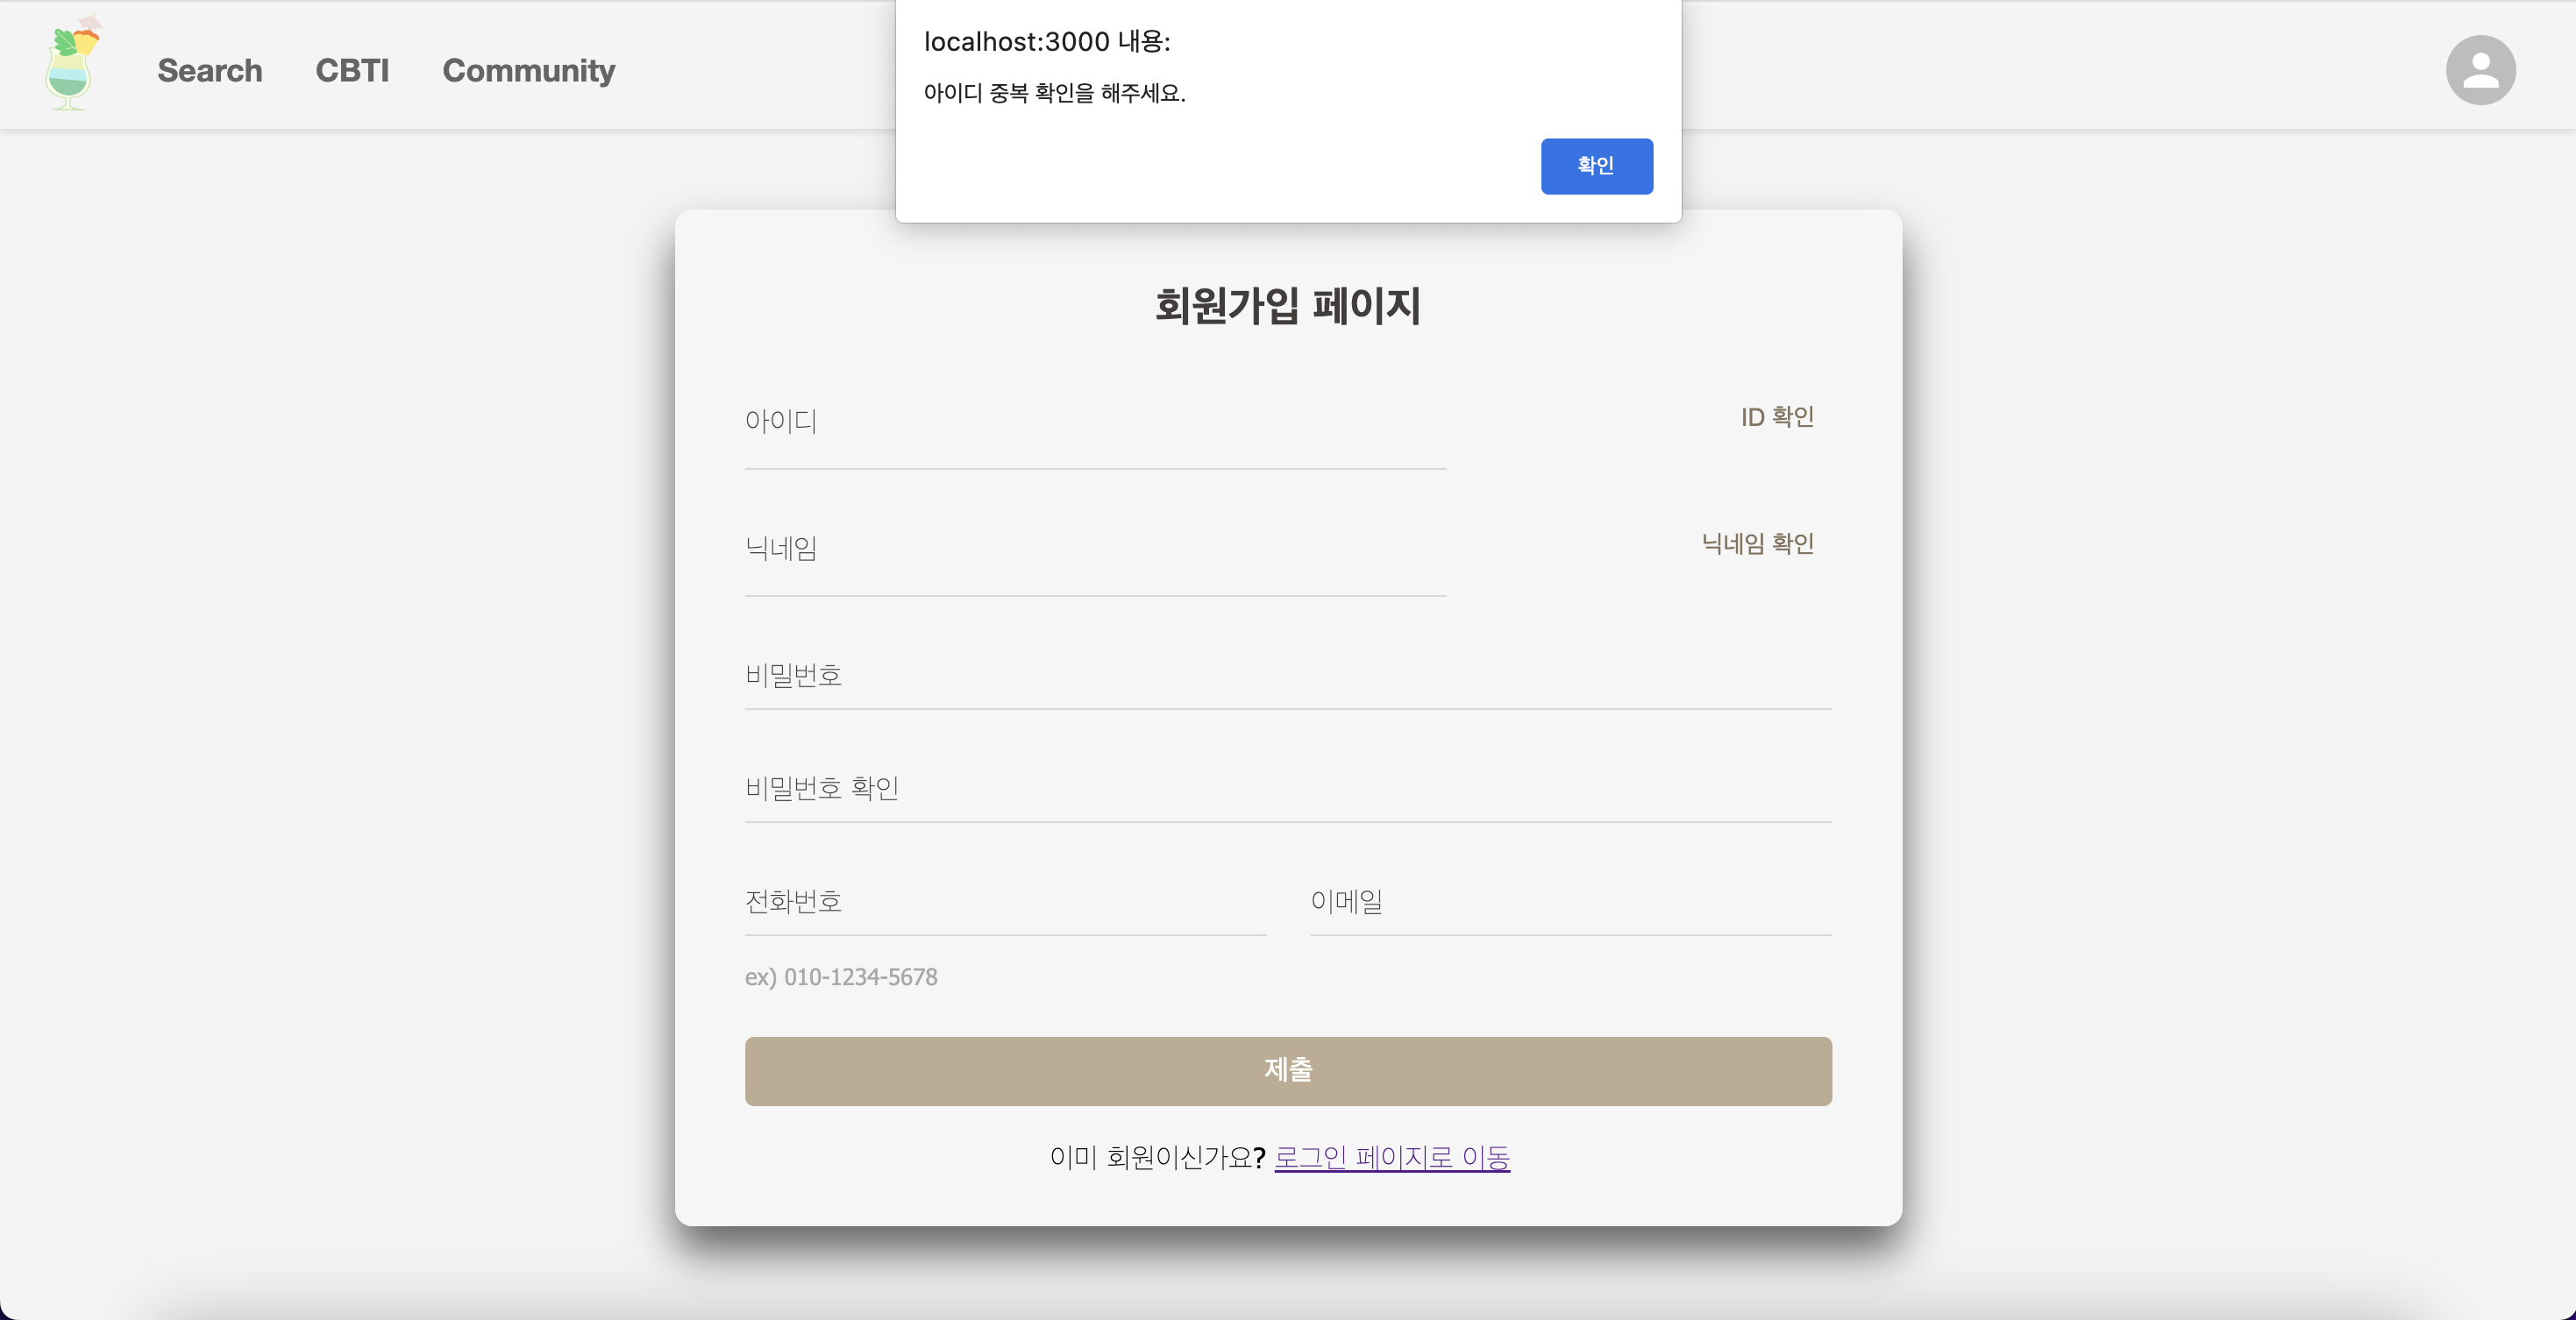 Search CBTI Community
localhost:3000 내용:
아이디 중복 확인을 해주세요.
확인
회원가입 페이지
아이디 ID 확인
닉네임 닉네임 확인
비밀번호
비밀번호 확인
전화번호 이메일
ex) 010-1234-5678
제출
이미 회원이신가요? 로그인 페이지로 이동